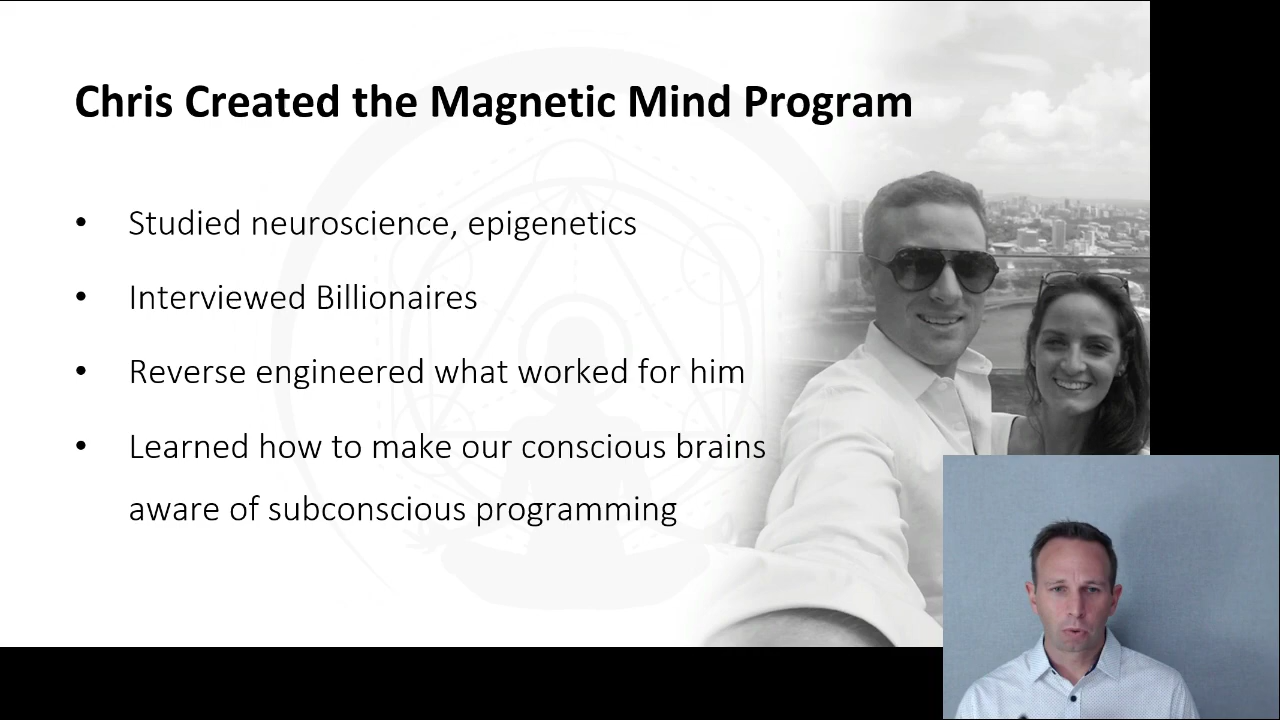 Chris Created the Magnetic Mind Program
• Studied neuroscience, epigenetics
• Interviewed Billionaires
• Reverse engineered what worked for him
• Learned how to make our conscious brains
aware of subconscious programming